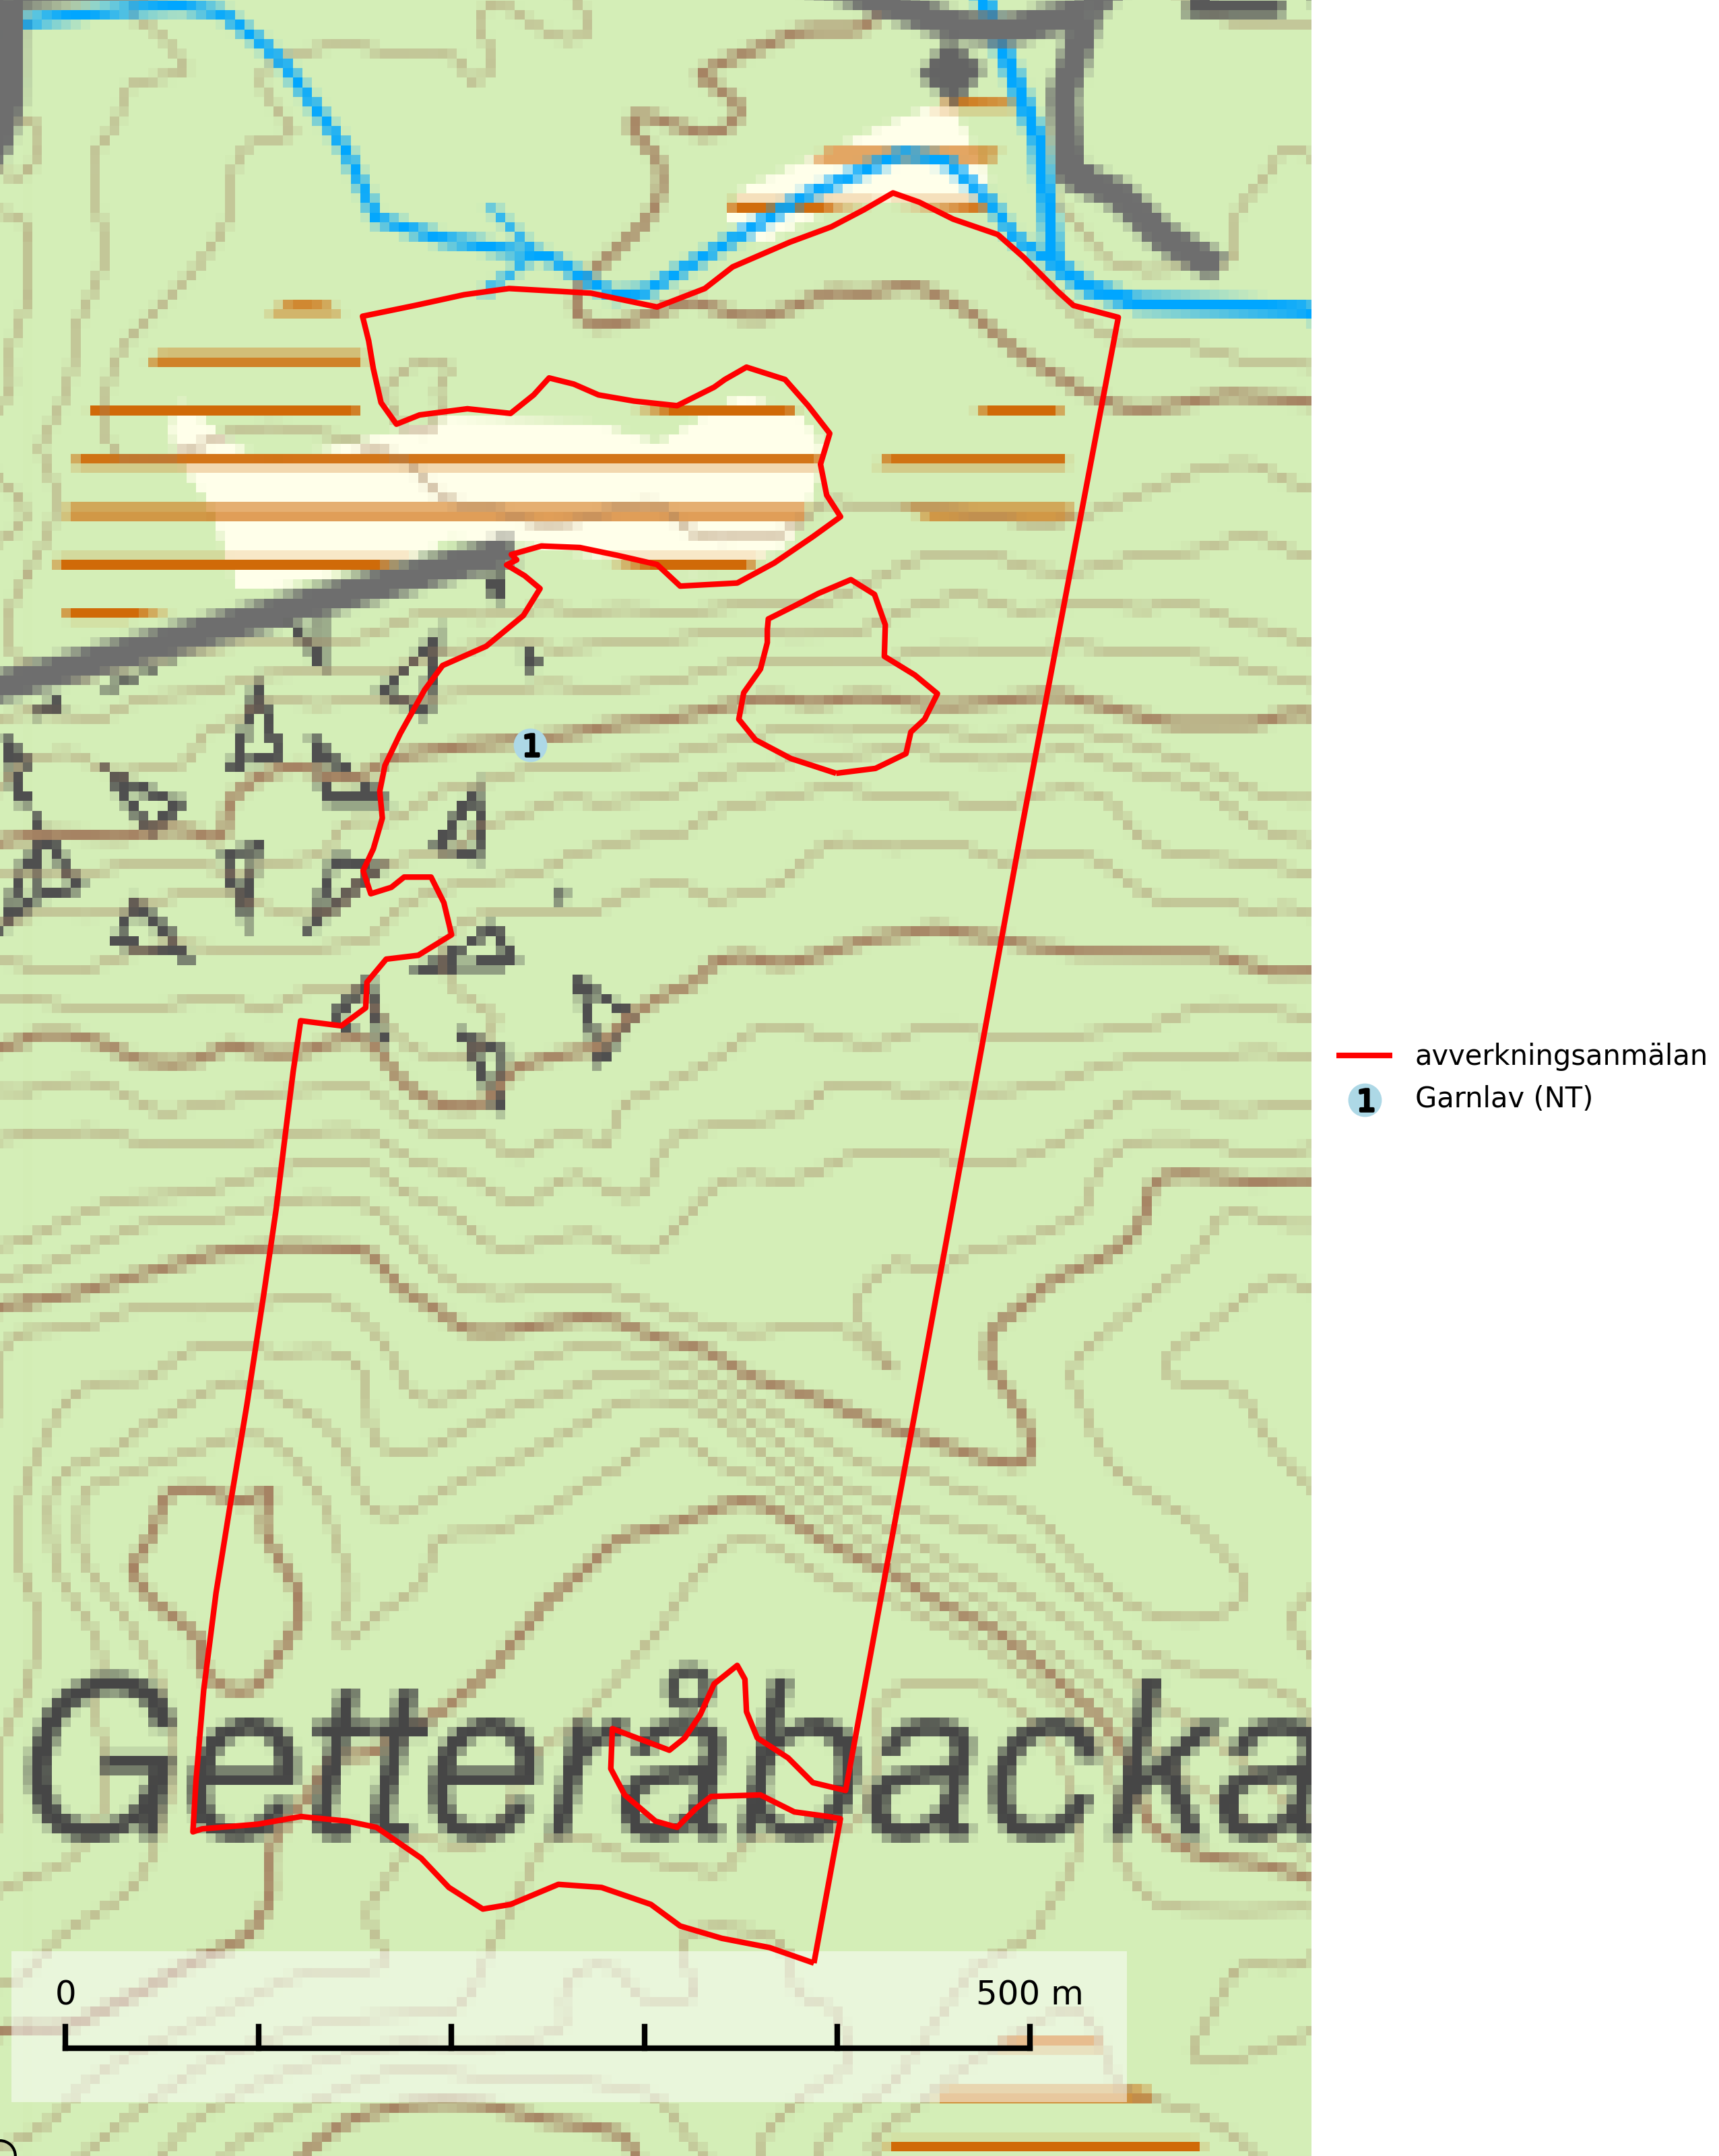 1
avverkningsanmälan
1 Garnlav (NT)
Getteråbacka
0 500 m